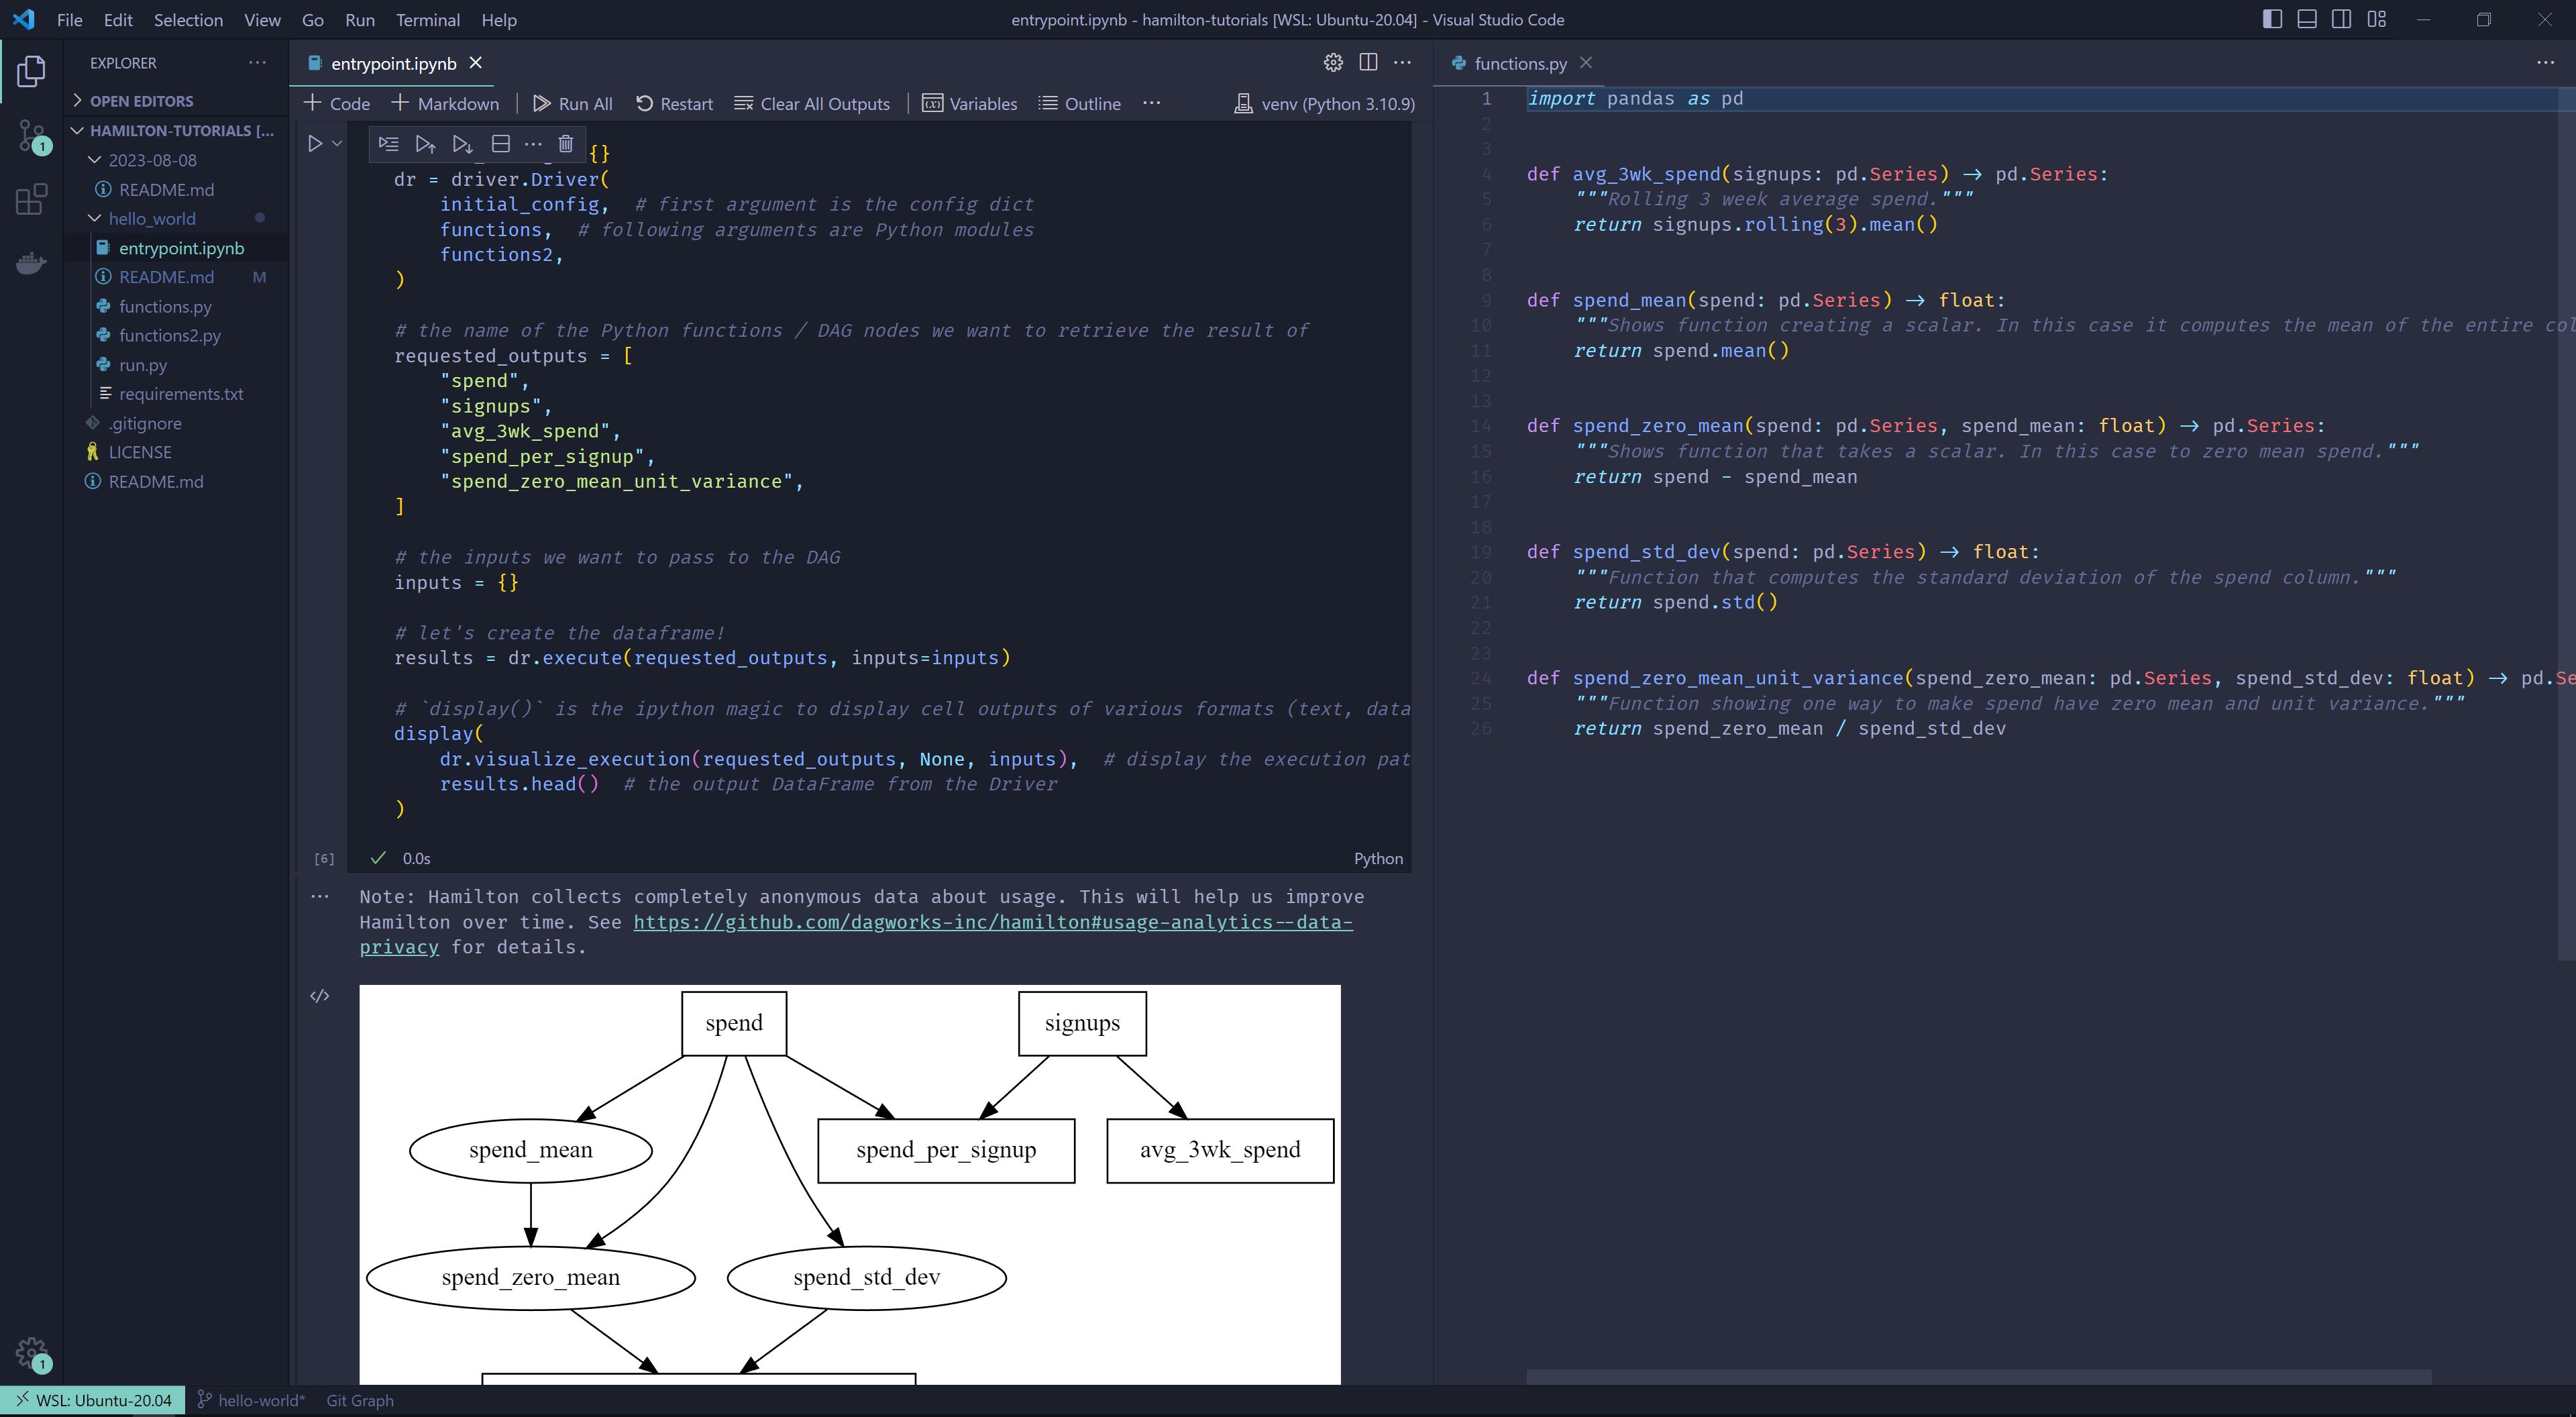 File Edit Selection View Go Run Terminal Help
entrypoint.ipynb - hamilton-tutorials [WSL: Ubuntu-20.04] - Visual Studio Code
EXPLORER
OPEN EDITORS
HAMILTON-TUTORIALS [...
2023-08-08
README.md
hello_world
entrypoint.ipynb
README.md M
functions.py
functions2.py
run.py
requirements.txt
.gitignore
LICENSE
README.md
1
1
entrypoint.ipynb
Code Markdown Run All Restart Clear All Outputs Variables Outline ... venv (Python 3.10.9)
{}
dr = driver.Driver(
initial_config,  # first argument is the config dict
functions,  # following arguments are Python modules
functions2,
)
# the name of the Python functions / DAG nodes we want to retrieve the result of
requested_outputs = [
"spend",
"signups",
"avg_3wk_spend",
"spend_per_signup",
"spend_zero_mean_unit_variance",
]
# the inputs we want to pass to the DAG
inputs = {}
# let's create the dataframe!
results = dr.execute(requested_outputs, inputs=inputs)
# `display()` is the ipython magic to display cell outputs of various formats (text, data
display(
dr.visualize_execution(requested_outputs, None, inputs),  # display the execution pat
results.head()  # the output DataFrame from the Driver
)
[6] 0.0s Python
Note: Hamilton collects completely anonymous data about usage. This will help us improve
Hamilton over time. See https://github.com/dagworks-inc/hamilton#usage-analytics--data-
privacy for details.
spend signups
spend_mean spend_per_signup avg_3wk_spend
spend_zero_mean spend_std_dev
functions.py
1 import pandas as pd
2
3
4 def avg_3wk_spend(signups: pd.Series) → pd.Series:
5 """Rolling 3 week average spend."""
6 return signups.rolling(3).mean()
7
8
9 def spend_mean(spend: pd.Series) → float:
10 """Shows function creating a scalar. In this case it computes the mean of the entire col
11 return spend.mean()
12
13
14 def spend_zero_mean(spend: pd.Series, spend_mean: float) → pd.Series:
15 """Shows function that takes a scalar. In this case to zero mean spend."""
16 return spend - spend_mean
17
18
19 def spend_std_dev(spend: pd.Series) → float:
20 """Function that computes the standard deviation of the spend column."""
21 return spend.std()
22
23
24 def spend_zero_mean_unit_variance(spend_zero_mean: pd.Series, spend_std_dev: float) → pd.Se
25 """Function showing one way to make spend have zero mean and unit variance."""
26 return spend_zero_mean / spend_std_dev
WSL: Ubuntu-20.04 hello-world* Git Graph